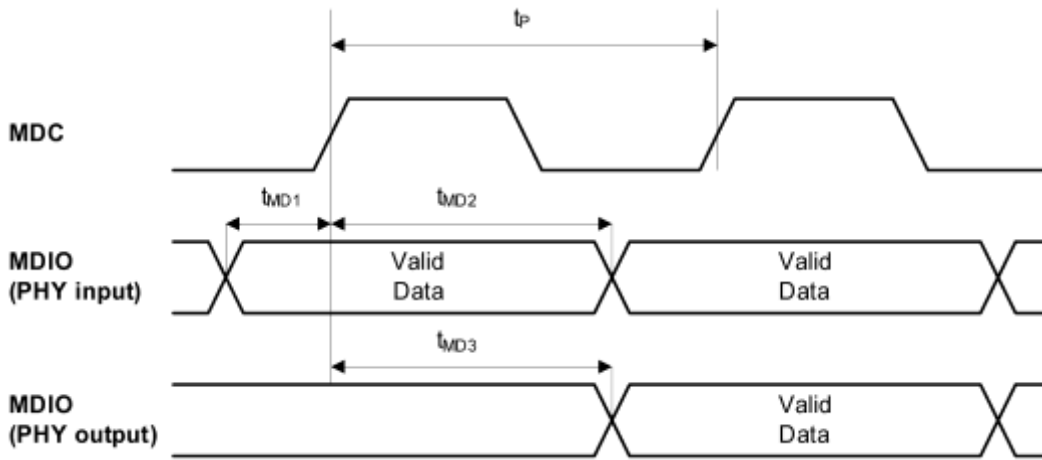 tP
MDC
tMD1
tMD2
MDIO
(PHY input)
Valid
Data
Valid
Data
tMD3
MDIO
(PHY output)
Valid
Data